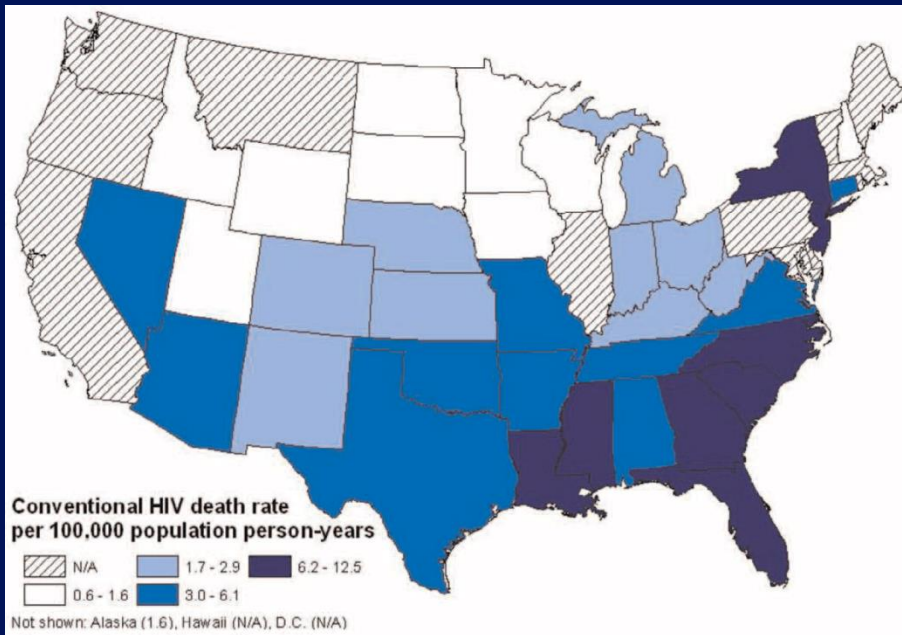 Conventional HIV death rate
per 100,000 population person-years
N/A 1.7 - 2.9 6.2 - 12.5
0.6 - 1.6 3.0 - 6.1
Not shown: Alaska (1.6), Hawaii (N/A), D.C. (N/A)